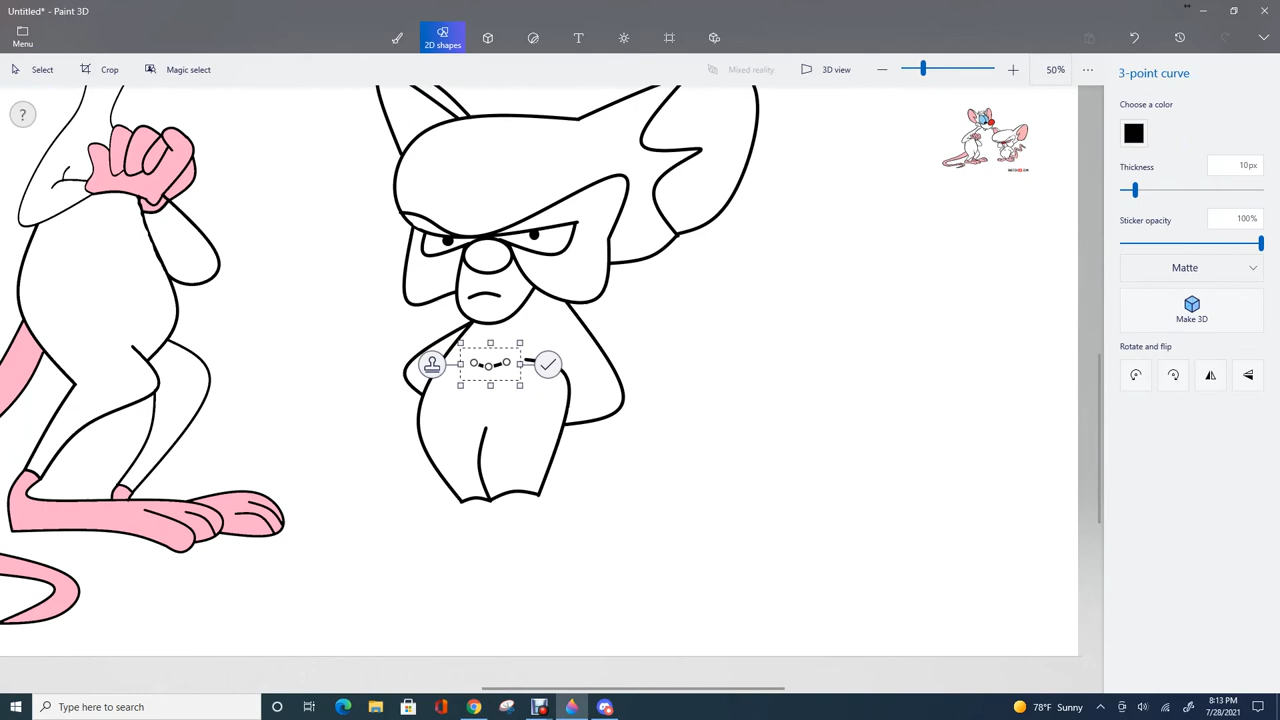 Untitled* - Paint 3D
Menu
2D shapes
Select
Crop
Magic select
Mixed reality
3D view
50%
3-point curve
?
Choose a color
Thickness
10px
Sticker opacity
100%
Matte
Make 3D
Rotate and flip
Type here to search
78°F Sunny
8:13 PM
7/28/2021